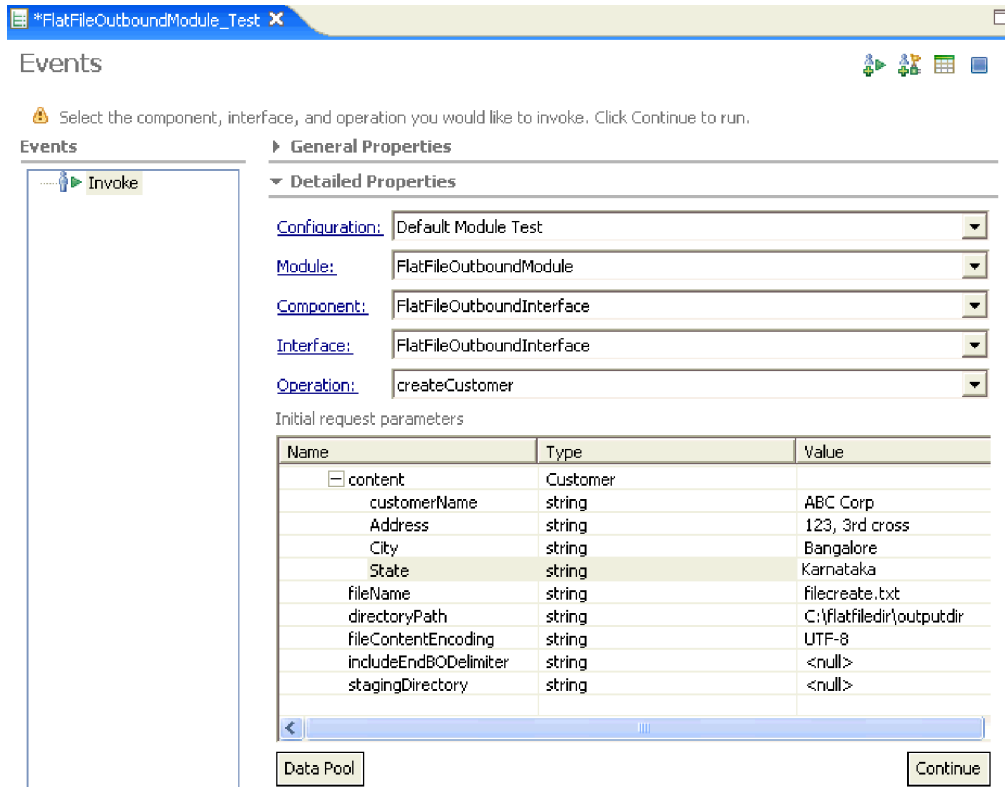 *FlatFileOutboundModule_Test
Events
Select the component, interface, and operation you would like to invoke. Click Continue to run.
Events
General Properties
Invoke
Detailed Properties
Configuration: Default Module Test
Module: FlatFileOutboundModule
Component: FlatFileOutboundInterface
Interface: FlatFileOutboundInterface
Operation: createCustomer
Initial request parameters
Name Type Value
content Customer
customerName string ABC Corp
Address string 123, 3rd cross
City string Bangalore
State string Karnataka
fileName string filecreate.txt
directoryPath string C:\flatfiledir\outputdir
fileContentEncoding string UTF-8
includeEndBODelimiter string <null>
stagingDirectory string <null>
Data Pool Continue